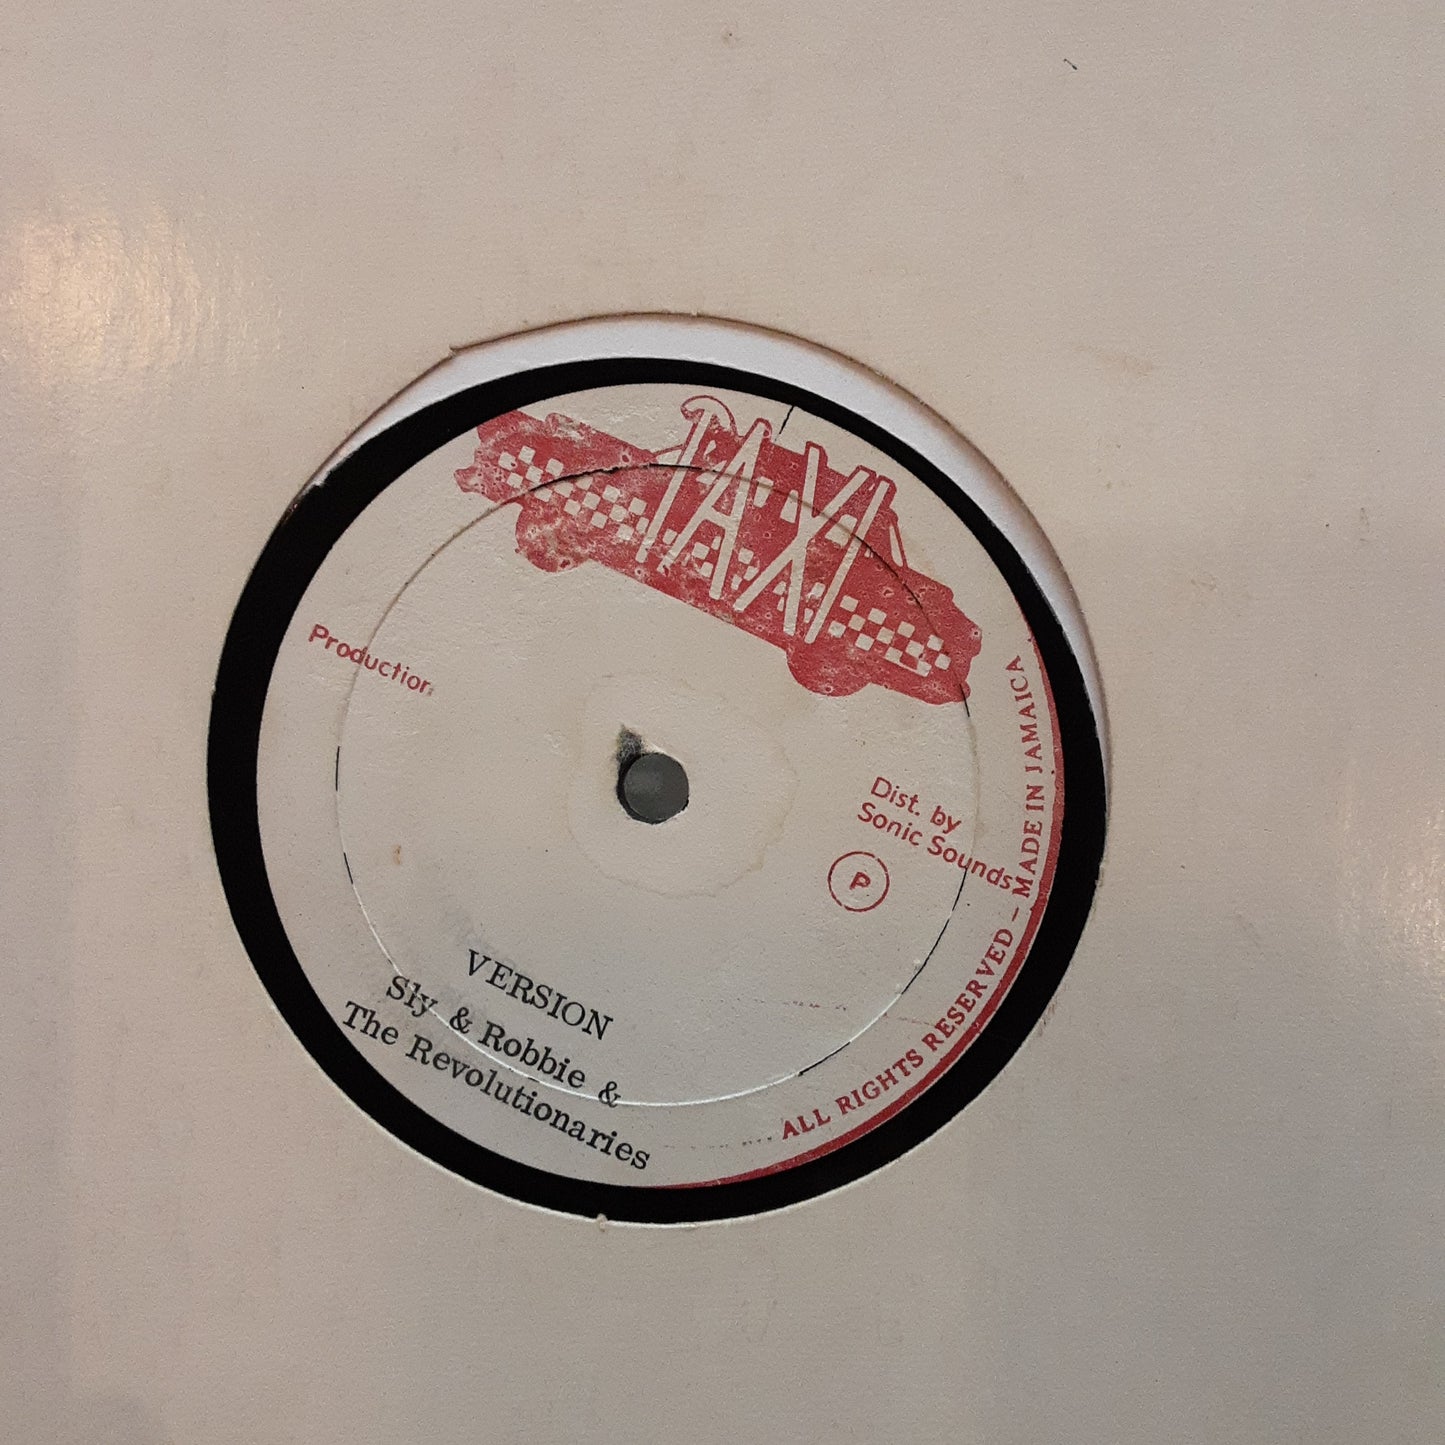 TAXI
Production
Dist. by
Sonic Sounds
P
VERSION
Sly & Robbie &
The Revolutionaries
ALL RIGHTS RESERVED – MADE IN JAMAICA